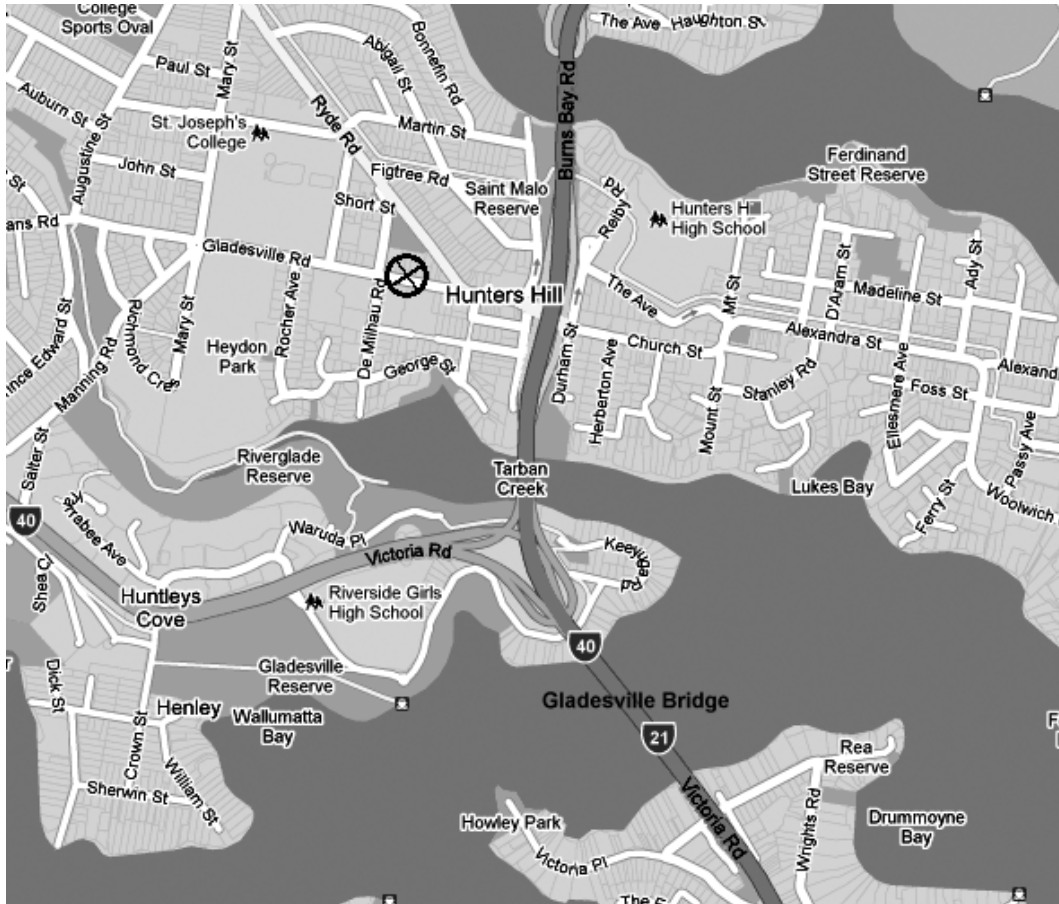 College
Sports Oval
Paul St
Mary St
Auburn St
Augustine St
St. Joseph's
College
John St
Ryde Rd
Abigail St
Bonnefin Rd
Martin St
Figtree Rd
Short St
Saint Malo
Reserve
Burns Bay Rd
The Ave
Haughton St
Ferdinand
Street Reserve
Reiby Rd
Hunters Hill
High School
ans Rd
Gladesville Rd
Hunters Hill
The Ave
Mt St
D'Aram St
Madeline St
Ady St
Alexandra St
Alexand
Prince Edward St
Manning Rd
Richmond Cres
Mary St
Heydon
Park
Rocher Ave
De Milhau Rd
George St
Durham St
Herberton Ave
Church St
Mount St
Stanley Rd
Ellesmere Ave
Foss St
Passy Ave
Salter St
Riverglade
Reserve
Tarban
Creek
Lukes Bay
Ferry St
Woolwich
40
Waruda Pl
Victoria Rd
Shea Cl
Huntleys
Cove
Riverside Girls
High School
40
Gladesville
Reserve
Dick St
Henley
Wallumatta
Bay
Gladesville Bridge
21
Crown St
William St
Sherwin St
Victoria Rd
Rea
Reserve
Wrights Rd
Drummoyne
Bay
Howley Park
Victoria Pl
The E